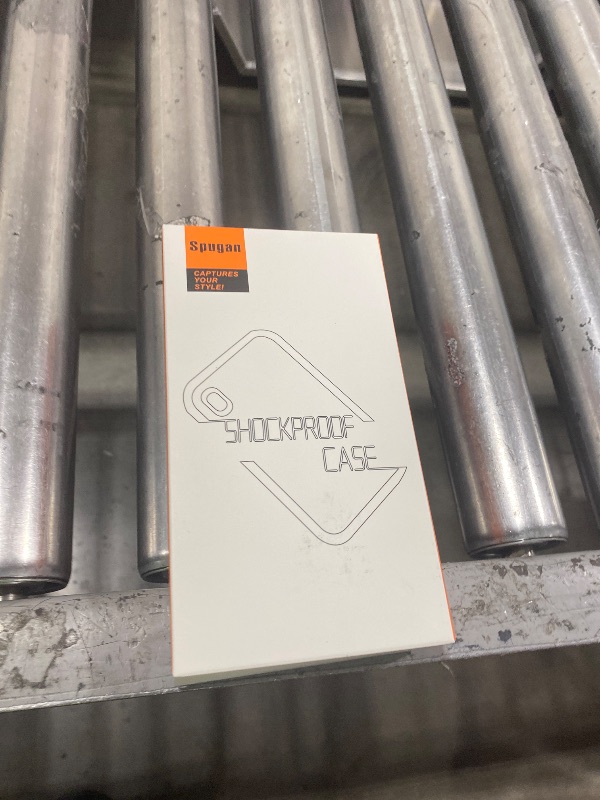 Spugan
CAPTURES
YOUR
STYLE!
SHOCKPROOF
CASE